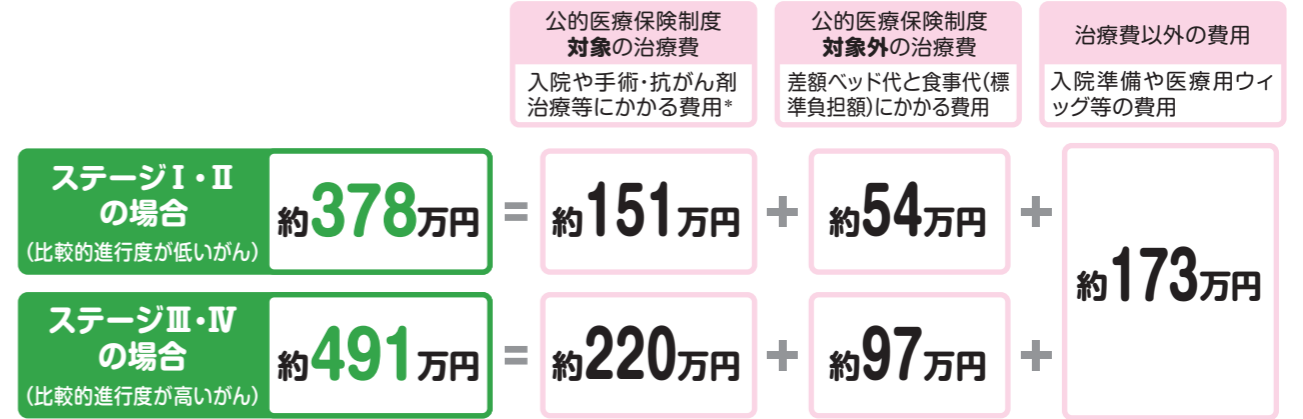 公的医療保険制度
対象の治療費
入院や手術・抗がん剤
治療等にかかる費用*
公的医療保険制度
対象外の治療費
差額ベッド代と食事代(標
準負担額)にかかる費用
治療費以外の費用
入院準備や医療用ウィ
ッグ等の費用
ステージⅠ・Ⅱ
の場合
(比較的進行度が低いがん)
約378万円
=
約151万円
+
約54万円
+
約173万円
ステージⅢ・Ⅳ
の場合
(比較的進行度が高いがん)
約491万円
=
約220万円
+
約97万円
+